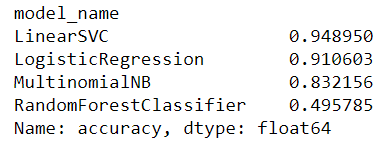 model_name
LinearSVC 0.948950
LogisticRegression 0.910603
MultinomialNB 0.832156
RandomForestClassifier 0.495785
Name: accuracy, dtype: float64